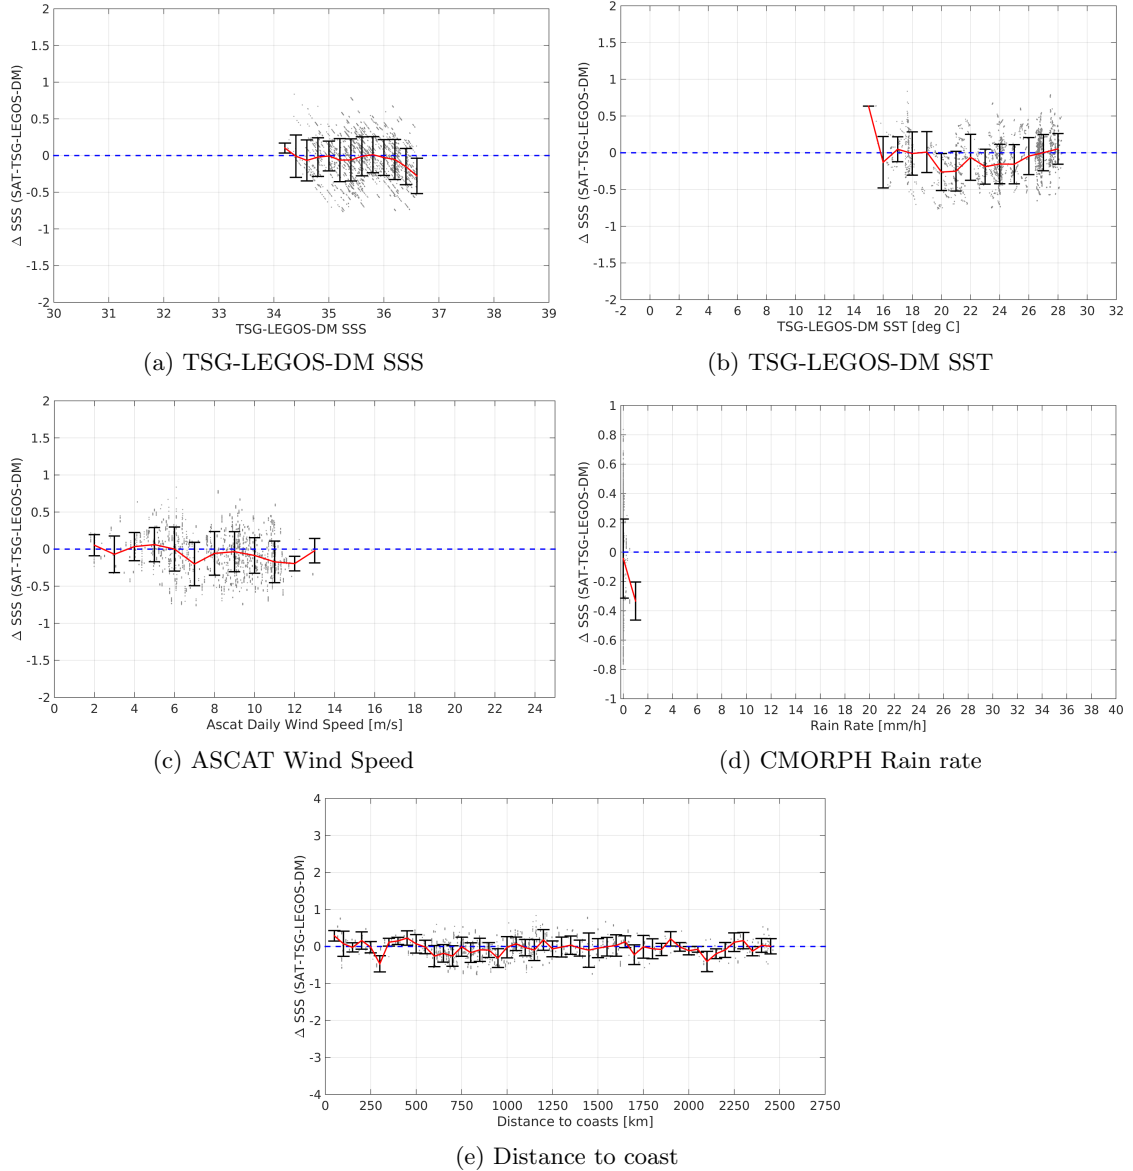 2
1.5
1
0.5
0
-0.5
-1
-1.5
-2
Δ SSS (SAT-TSG-LEGOS-DM)
30 31 32 33 34 35 36 37 38 39
TSG-LEGOS-DM SSS
(a) TSG-LEGOS-DM SSS
2
1.5
1
0.5
0
-0.5
-1
-1.5
-2
Δ SSS (SAT-TSG-LEGOS-DM)
-2 0 2 4 6 8 10 12 14 16 18 20 22 24 26 28 30 32
TSG-LEGOS-DM SST [deg C]
(b) TSG-LEGOS-DM SST
2
1.5
1
0.5
0
-0.5
-1
-1.5
-2
Δ SSS (SAT-TSG-LEGOS-DM)
0 2 4 6 8 10 12 14 16 18 20 22 24
Ascat Daily Wind Speed [m/s]
(c) ASCAT Wind Speed
1
0.8
0.6
0.4
0.2
0
-0.2
-0.4
-0.6
-0.8
-1
Δ SSS (SAT-TSG-LEGOS-DM)
0 2 4 6 8 10 12 14 16 18 20 22 24 26 28 30 32 34 36 38 40
Rain Rate [mm/h]
(d) CMORPH Rain rate
4
3
2
1
0
-1
-2
-3
-4
Δ SSS (SAT-TSG-LEGOS-DM)
0 250 500 750 1000 1250 1500 1750 2000 2250 2500 2750
Distance to coasts [km]
(e) Distance to coast